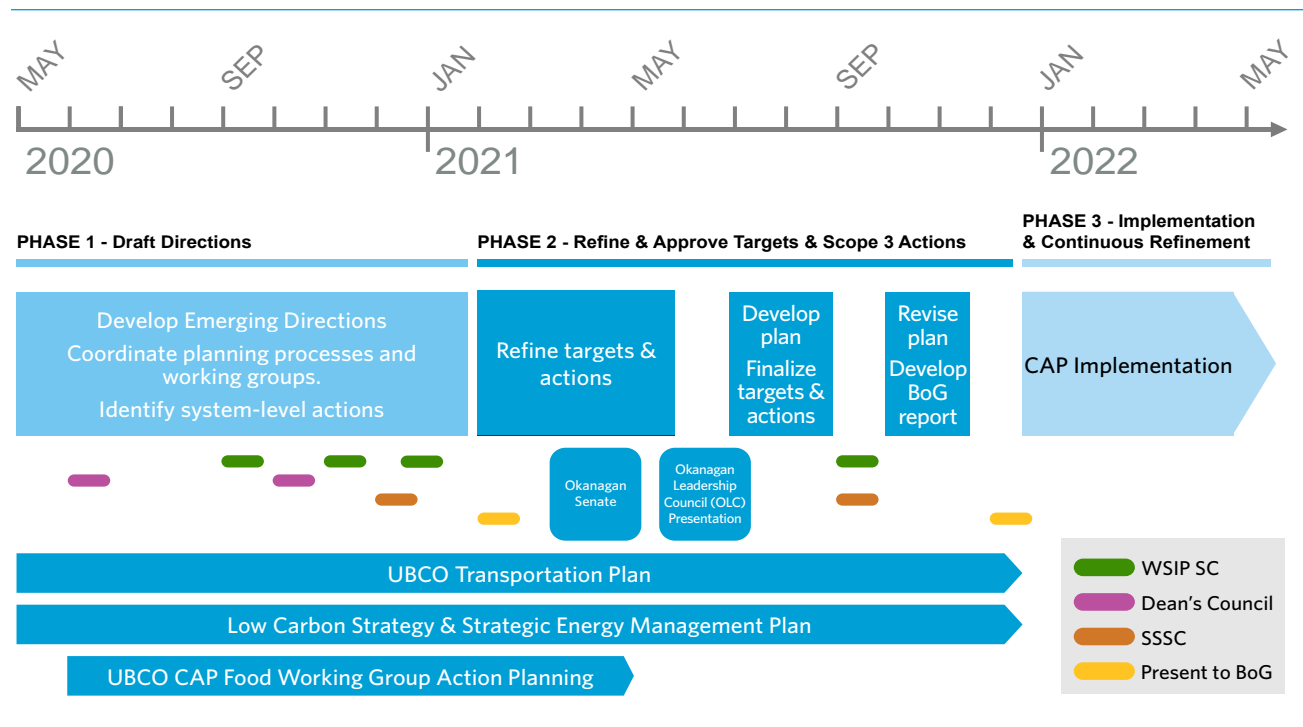 MAY
SEP
JAN
MAY
SEP
JAN
MAY
2020
2021
2022
PHASE 1 - Draft Directions
PHASE 2 - Refine & Approve Targets & Scope 3 Actions
PHASE 3 - Implementation
& Continuous Refinement
Develop Emerging Directions
Coordinate planning processes and
working groups.
Identify system-level actions
Refine targets &
actions
Develop
plan
Finalize
targets &
actions
Revise
plan
Develop
BoG
report
CAP Implementation
Okanagan
Senate
Okanagan
Leadership
Council (OLC)
Presentation
UBCO Transportation Plan
Low Carbon Strategy & Strategic Energy Management Plan
UBCO CAP Food Working Group Action Planning
WSIP SC
Dean’s Council
SSSC
Present to BoG